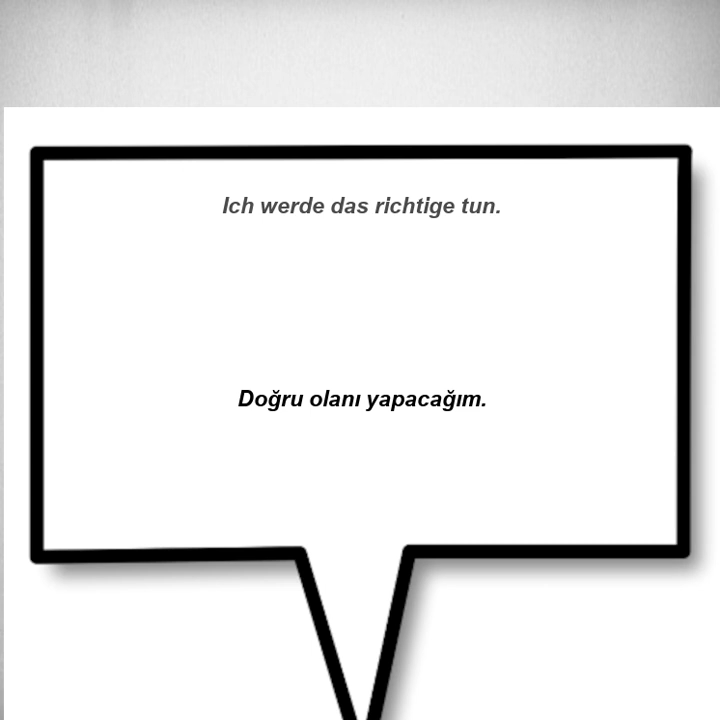 Ich werde das richtige tun.
Doğru olanı yapacağım.